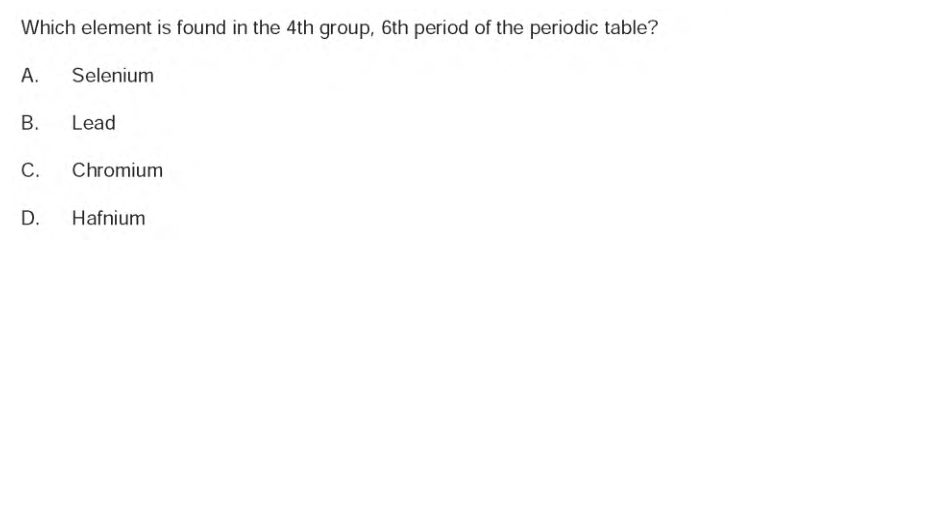 Which element is found in the 4th group, 6th period of the periodic table?
A. Selenium
B. Lead
C. Chromium
D. Hafnium